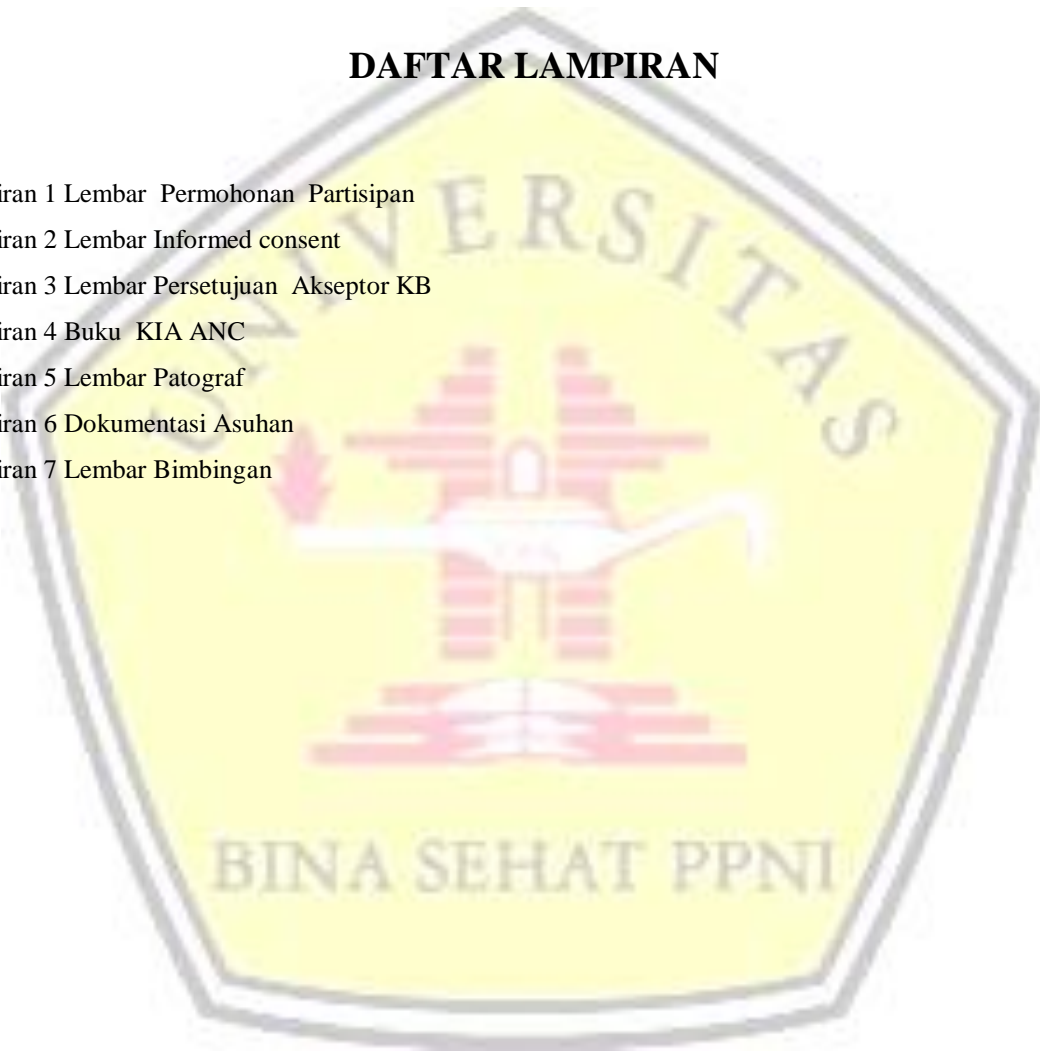 DAFTAR LAMPIRAN
iran 1 Lembar Permohonan Partisipan
iran 2 Lembar Informed consent
iran 3 Lembar Persetujuan Akseptor KB
iran 4 Buku KIA ANC
iran 5 Lembar Patograf
iran 6 Dokumentasi Asuhan
iran 7 Lembar Bimbingan
UNIVERSITAS
BINA SEHAT PPNI